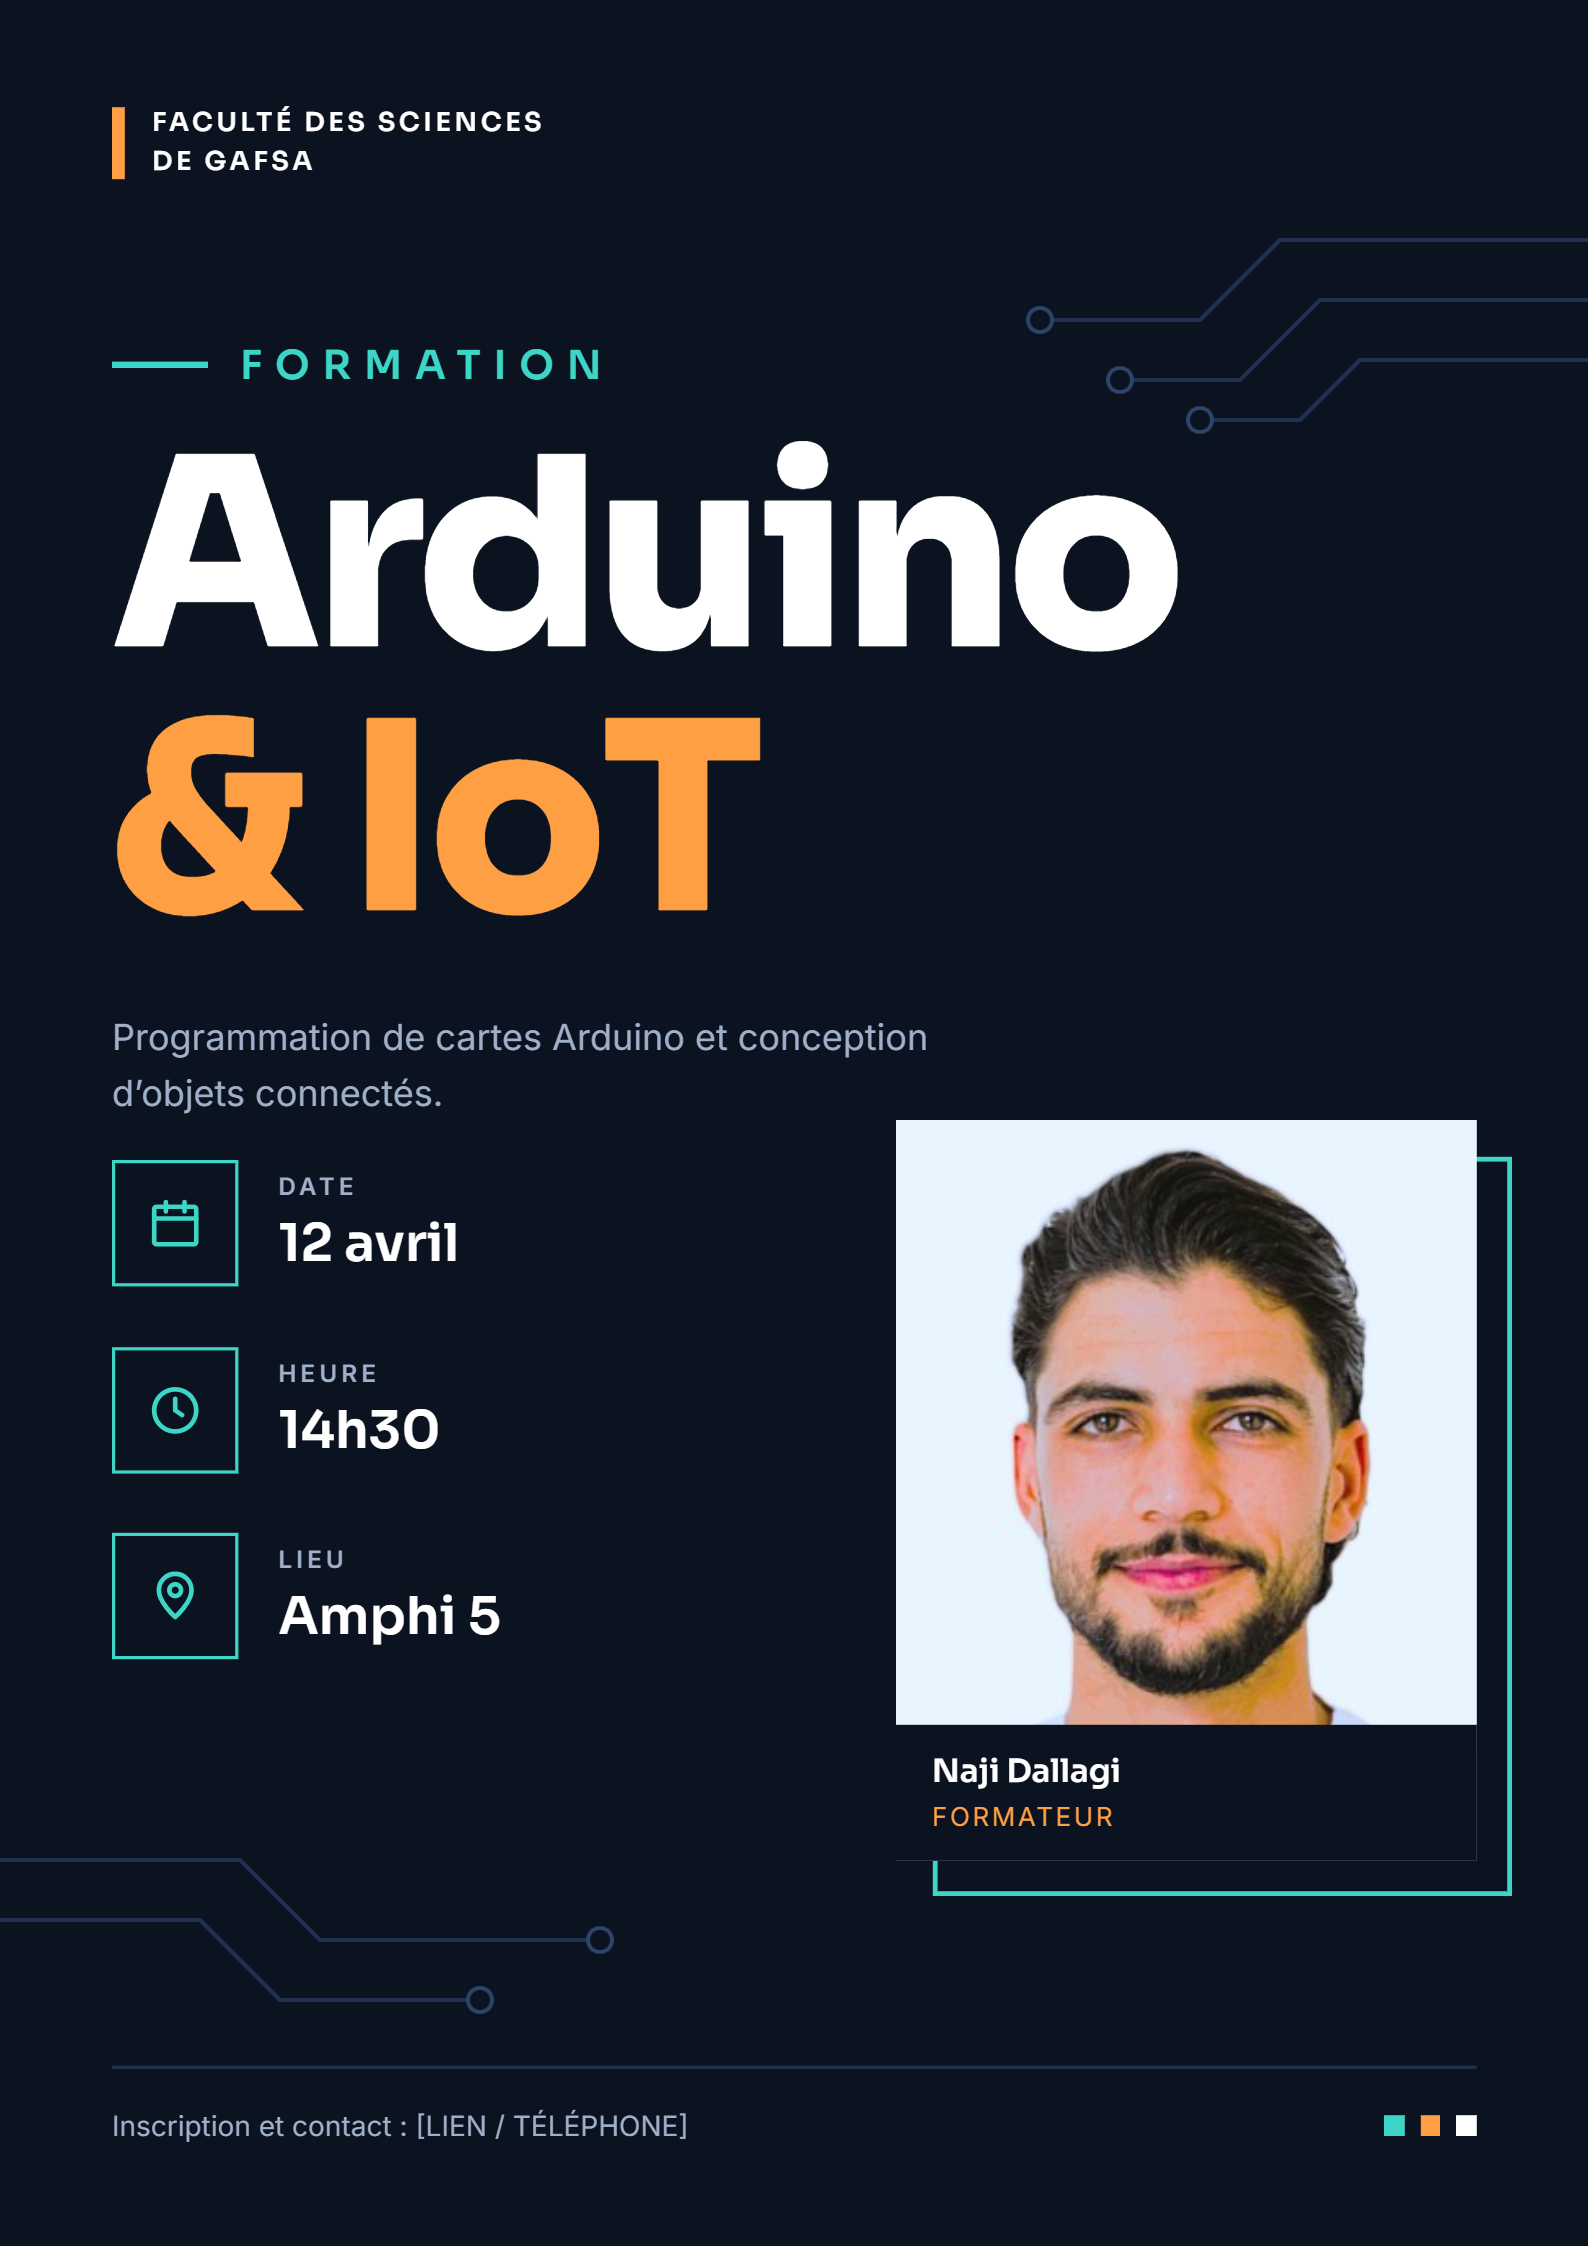 FACULTÉ DES SCIENCES
DE GAFSA
FORMATION
Arduino
& IoT
Programmation de cartes Arduino et conception
d’objets connectés.
DATE
12 avril
HEURE
14h30
LIEU
Amphi 5
Naji Dallagi
FORMATEUR
Inscription et contact : [LIEN / TÉLÉPHONE]